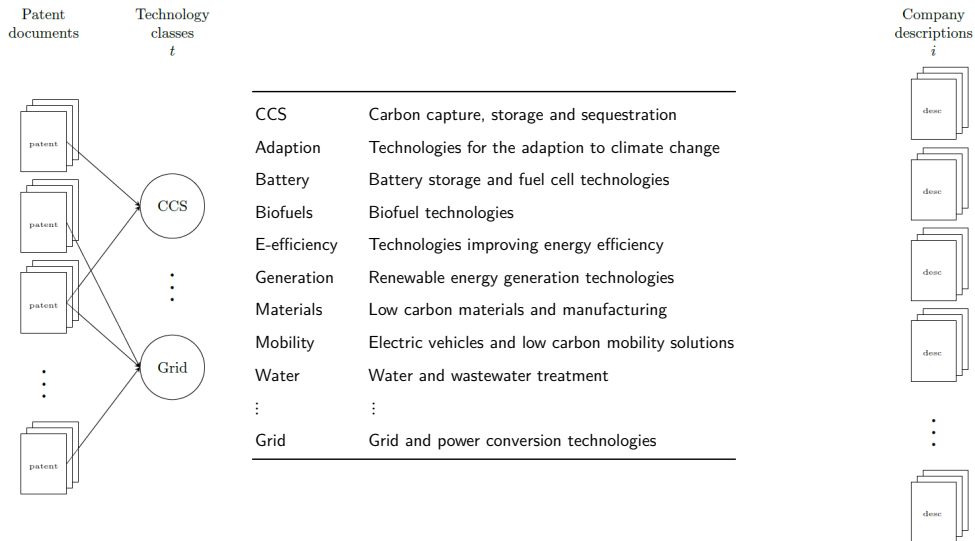 Patent
documents
Technology
classes
t
Company
descriptions
i
patent
patent
patent
patent
CCS
Grid
CCS Carbon capture, storage and sequestration
Adaption Technologies for the adaption to climate change
Battery Battery storage and fuel cell technologies
Biofuels Biofuel technologies
E-efficiency Technologies improving energy efficiency
Generation Renewable energy generation technologies
Materials Low carbon materials and manufacturing
Mobility Electric vehicles and low carbon mobility solutions
Water Water and wastewater treatment
⋮ ⋮
Grid Grid and power conversion technologies
desc
desc
desc
desc
desc